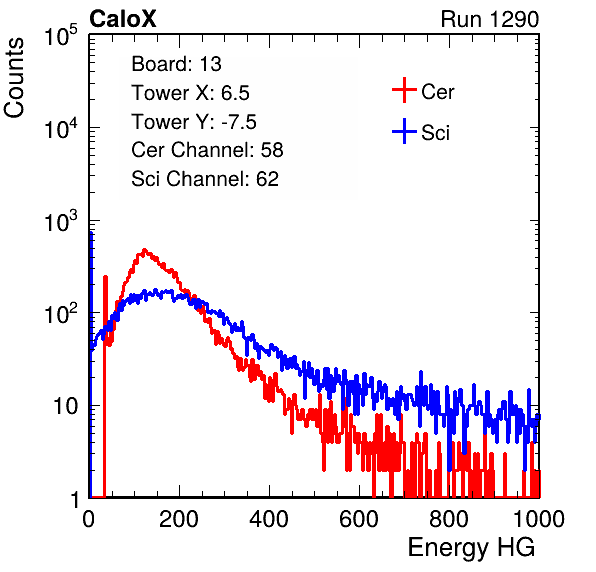 CaloX Run 1290
Counts
10^5
10^4
10^3
10^2
10
1
Board: 13
Tower X: 6.5
Tower Y: -7.5
Cer Channel: 58
Sci Channel: 62
Cer
Sci
0 200 400 600 800 1000
Energy HG